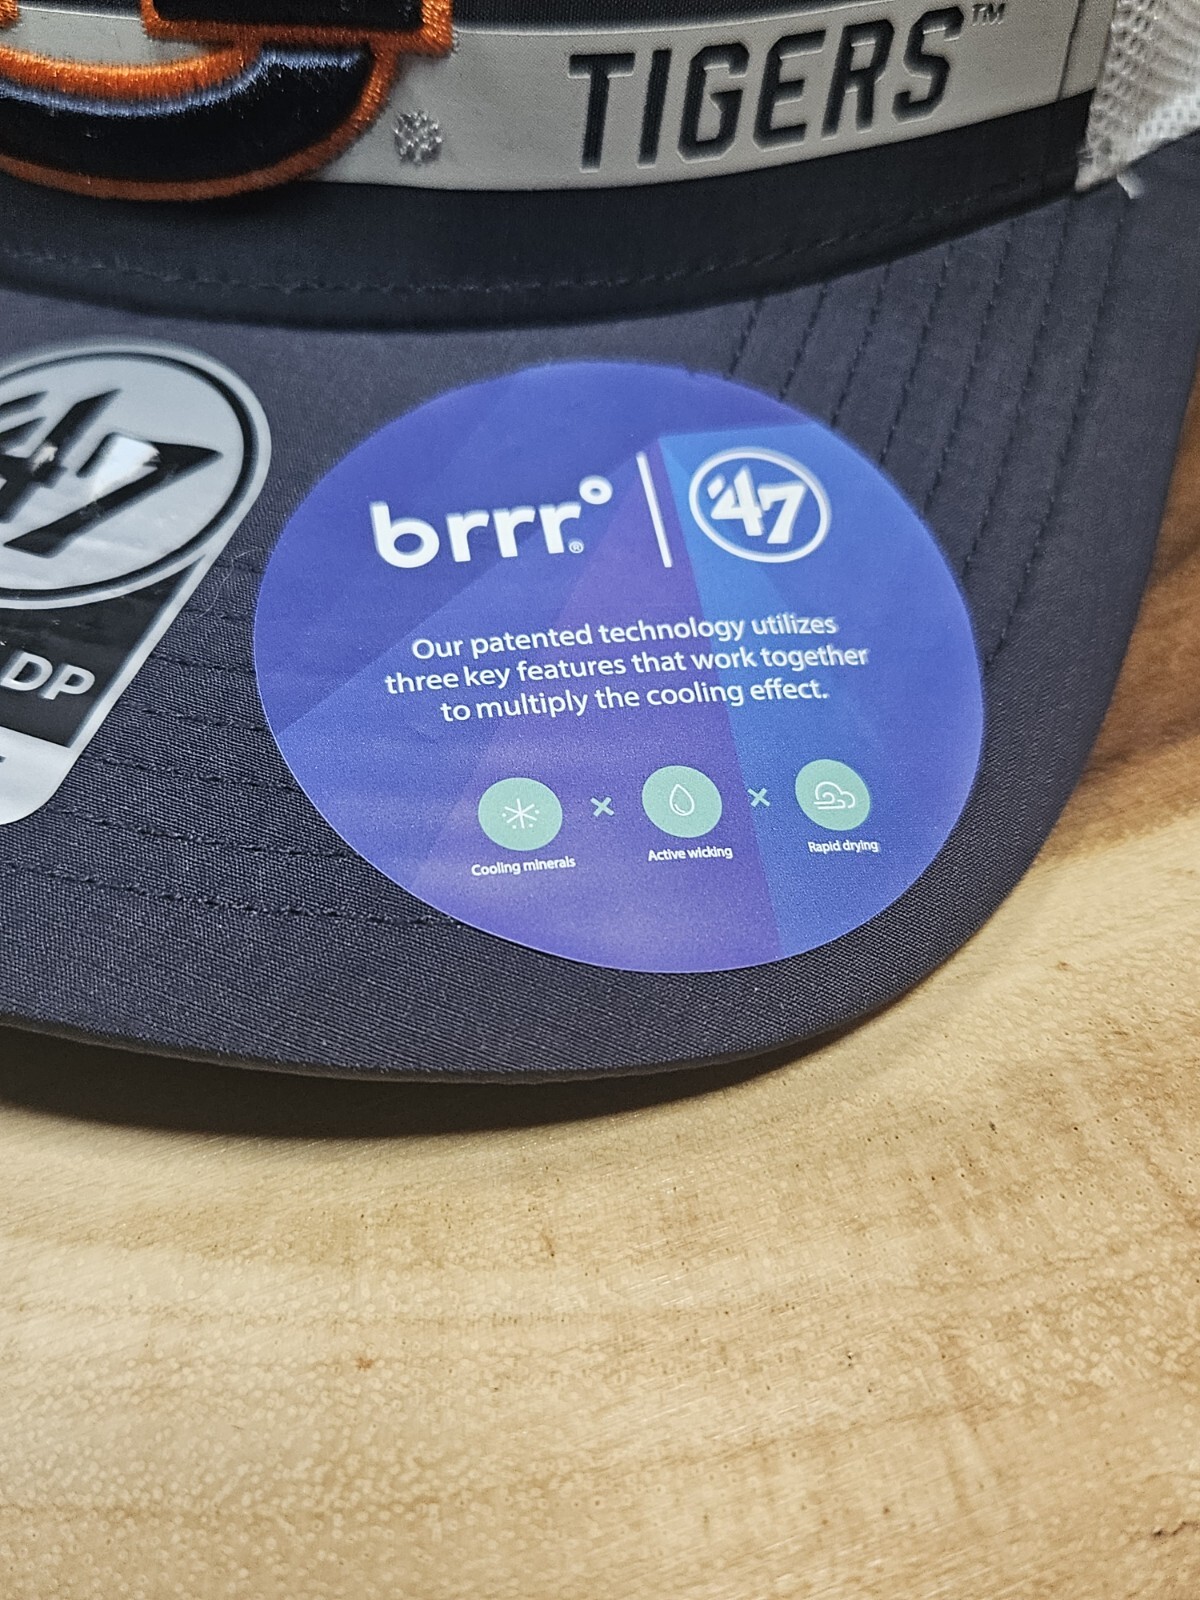 TIGERS™
'47
DP
brrr°® | '47
Our patented technology utilizes
three key features that work together
to multiply the cooling effect.
Cooling minerals × Active wicking × Rapid drying